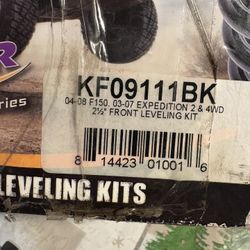 R
eries
KF09111BK
04-08 F150, 03-07 EXPEDITION 2 & 4WD
2½" FRONT LEVELING KIT
8 14423 01001 6
LEVELING KITS